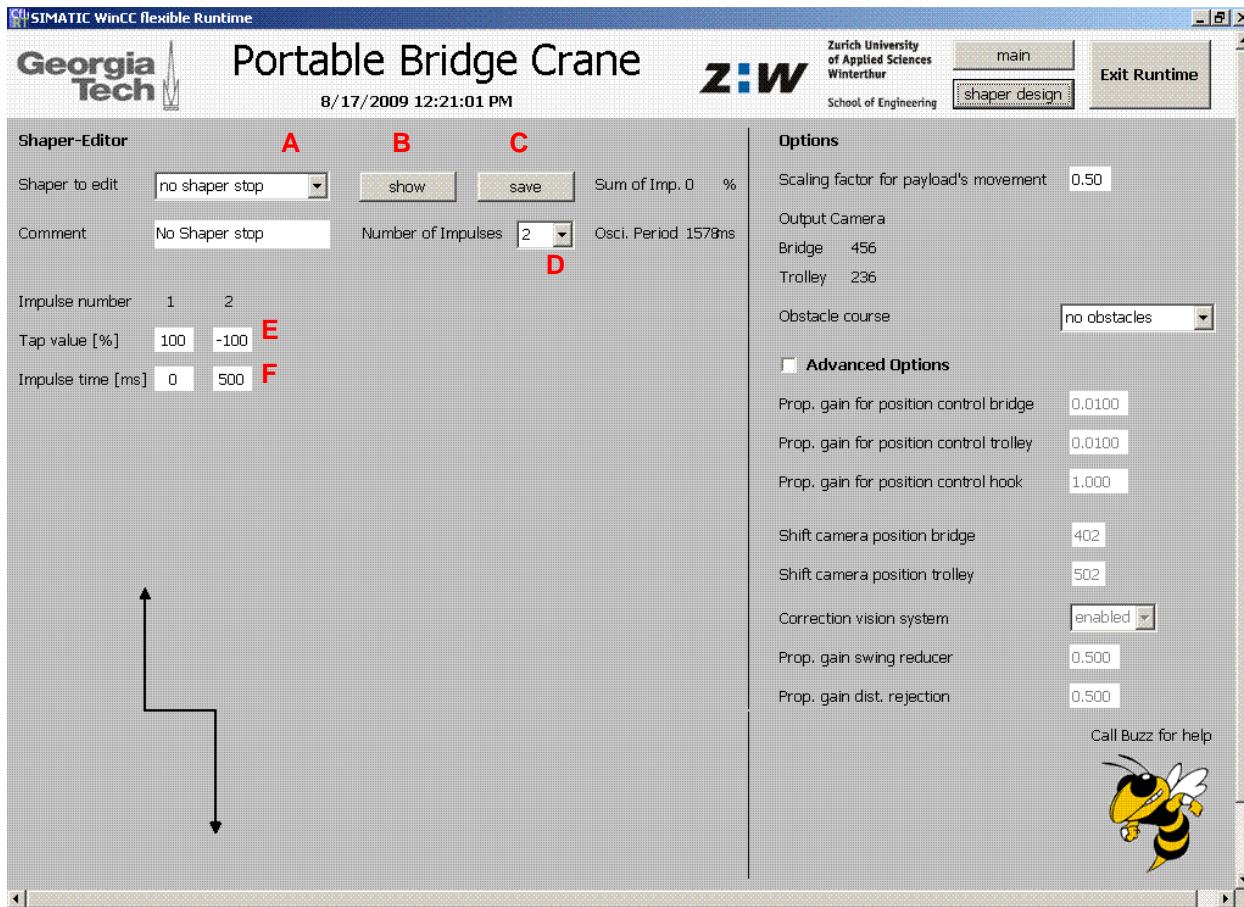 SIMATIC WinCC flexible Runtime
Georgia Tech
Portable Bridge Crane
8/17/2009 12:21:01 PM
Zurich University
of Applied Sciences
Winterthur
School of Engineering
main
shaper design
Exit Runtime
Shaper-Editor
A B C
Shaper to edit no shaper stop show save Sum of Imp. 0 %
Comment No Shaper stop Number of Impulses 2 Osci. Period 1578ms
D
Impulse number 1 2
Tap value [%] 100 -100 E
Impulse time [ms] 0 500 F
Options
Scaling factor for payload's movement 0.50
Output Camera
Bridge 456
Trolley 236
Obstacle course no obstacles
Advanced Options
Prop. gain for position control bridge 0.0100
Prop. gain for position control trolley 0.0100
Prop. gain for position control hook 1.000
Shift camera position bridge 402
Shift camera position trolley 502
Correction vision system enabled
Prop. gain swing reducer 0.500
Prop. gain dist. rejection 0.500
Call Buzz for help